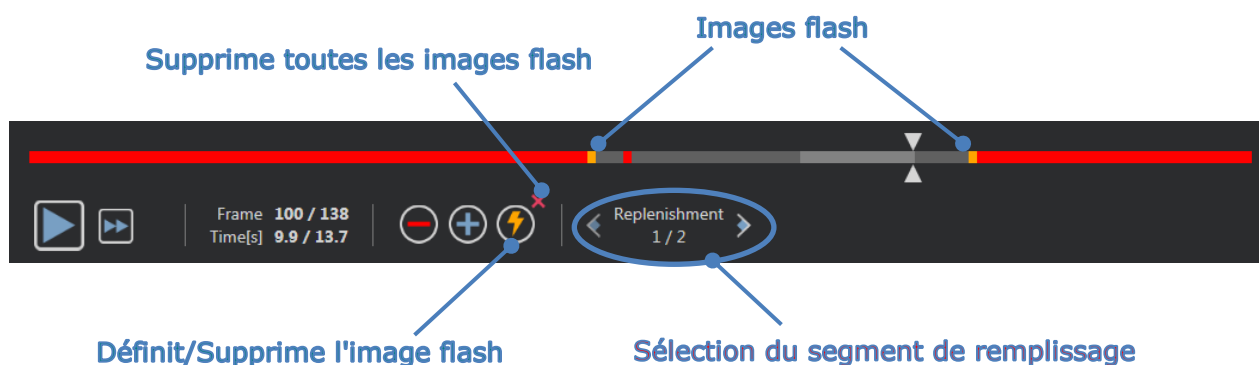 Images flash
Supprime toutes les images flash
Frame 100 / 138
Time[s] 9.9 / 13.7
Replenishment
1 / 2
Définit/Supprime l'image flash
Sélection du segment de remplissage